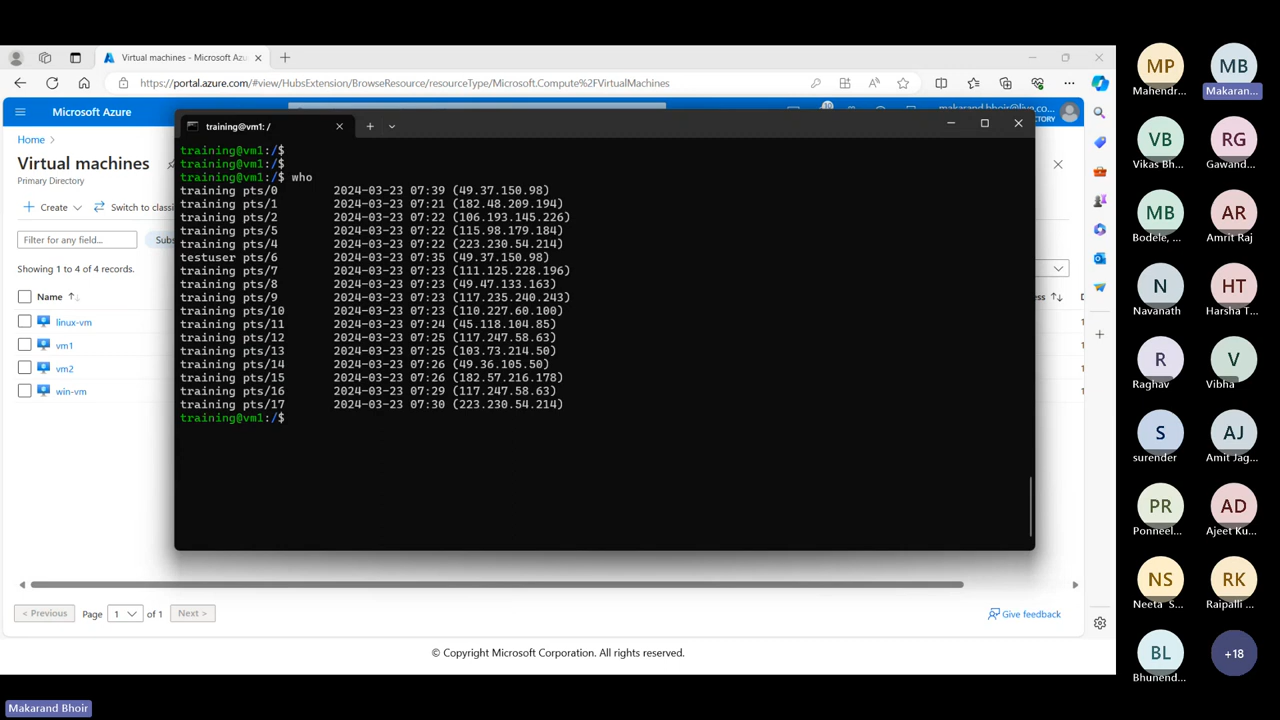 Virtual machines - Microsoft Azu
https://portal.azure.com/#view/HubsExtension/BrowseResource/resourceType/Microsoft.Compute%2FVirtualMachines
Microsoft Azure
makarand.bhoir@live.co...
Home
Virtual machines
Primary Directory
Create
Switch to classi
Filter for any field...
Subs
Showing 1 to 4 of 4 records.
Name
linux-vm
vm1
vm2
win-vm
training@vm1: /
training@vm1:/$
training@vm1:/$
training@vm1:/$ who
training pts/0 2024-03-23 07:39 (49.37.150.98)
training pts/1 2024-03-23 07:21 (182.48.209.194)
training pts/2 2024-03-23 07:22 (106.193.145.226)
training pts/5 2024-03-23 07:22 (115.98.179.184)
training pts/4 2024-03-23 07:22 (223.230.54.214)
testuser pts/6 2024-03-23 07:35 (49.37.150.98)
training pts/7 2024-03-23 07:23 (111.125.228.196)
training pts/8 2024-03-23 07:23 (49.47.133.163)
training pts/9 2024-03-23 07:23 (117.235.240.243)
training pts/10 2024-03-23 07:23 (110.227.60.100)
training pts/11 2024-03-23 07:24 (45.118.104.85)
training pts/12 2024-03-23 07:25 (117.247.58.63)
training pts/13 2024-03-23 07:25 (103.73.214.50)
training pts/14 2024-03-23 07:26 (49.36.105.50)
training pts/15 2024-03-23 07:26 (182.57.216.178)
training pts/16 2024-03-23 07:29 (117.247.58.63)
training pts/17 2024-03-23 07:30 (223.230.54.214)
training@vm1:/$
< Previous
Page 1 of 1
Next >
Give feedback
© Copyright Microsoft Corporation. All rights reserved.
MP
Mahendr...
MB
Makaran...
VB
Vikas Bh...
RG
Gawand...
MB
Bodele, ...
AR
Amrit Raj
N
Navanath
HT
Harsha T...
R
Raghav
V
Vibha
S
surender
AJ
Amit Jag...
PR
Ponneel...
AD
Ajeet Ku...
NS
Neeta S...
RK
Raipalli ...
BL
Bhunend...
+18
Makarand Bhoir